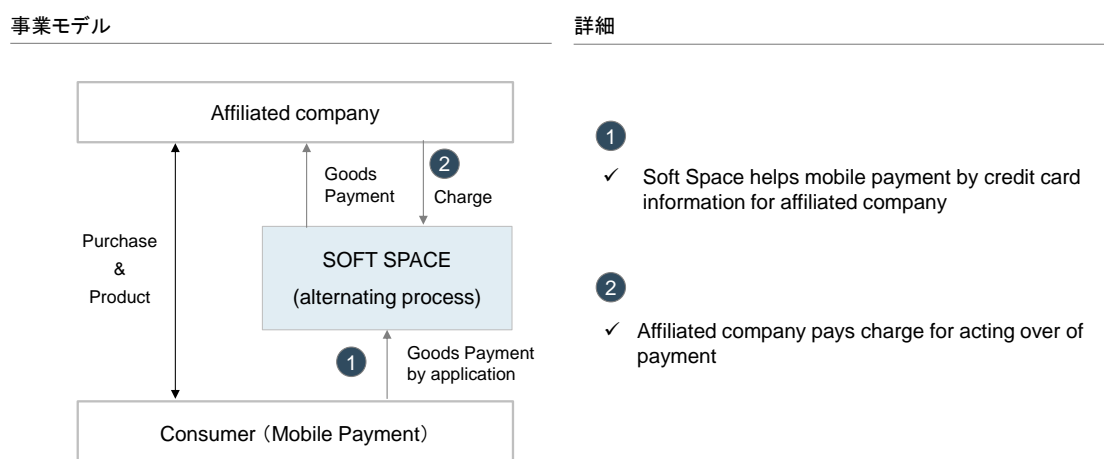 事業モデル
Affiliated company
Goods
Payment
2
Charge
Purchase
&
Product
SOFT SPACE
(alternating process)
1
Goods Payment
by application
Consumer（Mobile Payment）
詳細
1
✓ Soft Space helps mobile payment by credit card
information for affiliated company
2
✓ Affiliated company pays charge for acting over of
payment